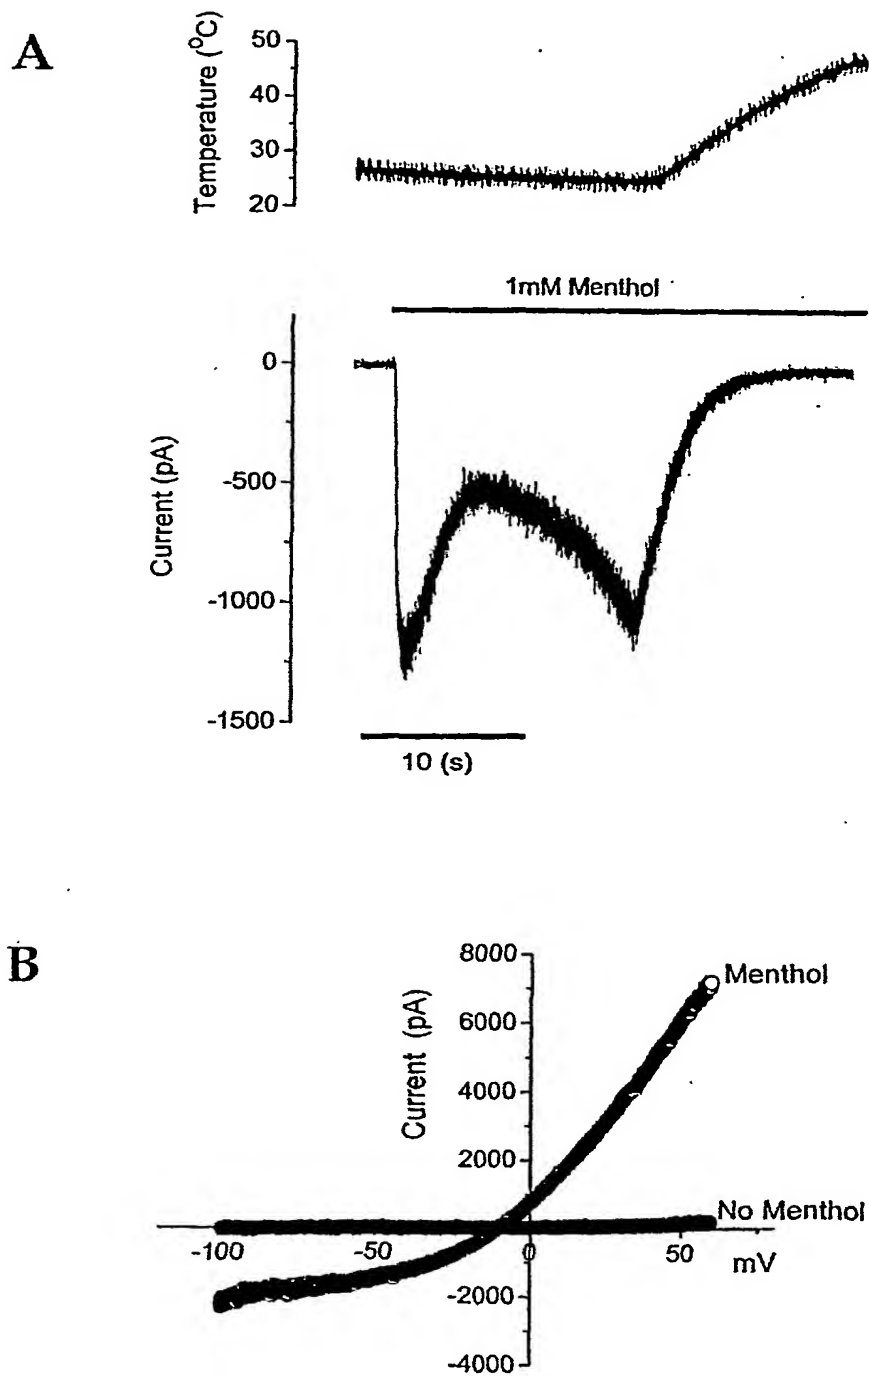 A
Temperature (°C)
50
40
30
20
1mM Menthol
Current (pA)
0
-500
-1000
-1500
10 (s)
B
Current (pA)
8000
6000
4000
2000
-2000
-4000
Menthol
No Menthol
-100
-50
0
50
mV